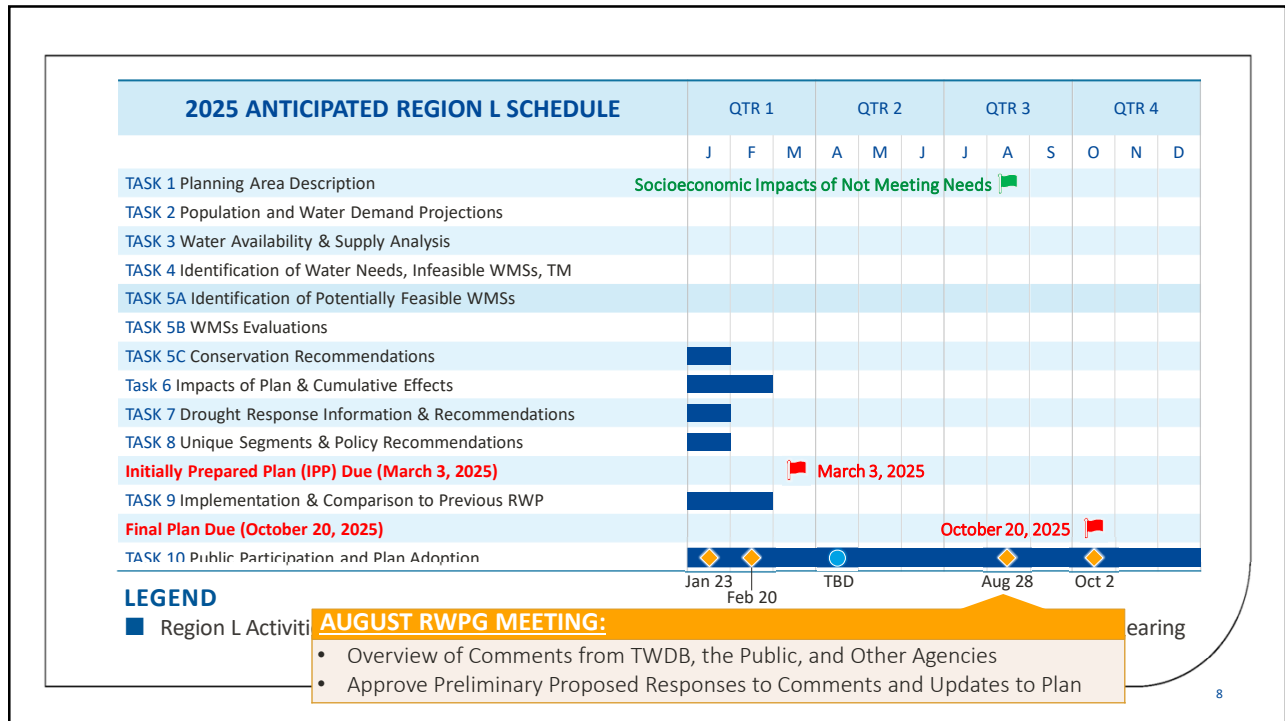 2025 ANTICIPATED REGION L SCHEDULE QTR 1 QTR 2 QTR 3 QTR 4
J F M A M J J A S O N D
TASK 1 Planning Area Description Socioeconomic Impacts of Not Meeting Needs
TASK 2 Population and Water Demand Projections
TASK 3 Water Availability & Supply Analysis
TASK 4 Identification of Water Needs, Infeasible WMSs, TM
TASK 5A Identification of Potentially Feasible WMSs
TASK 5B WMSs Evaluations
TASK 5C Conservation Recommendations
Task 6 Impacts of Plan & Cumulative Effects
TASK 7 Drought Response Information & Recommendations
TASK 8 Unique Segments & Policy Recommendations
Initially Prepared Plan (IPP) Due (March 3, 2025) March 3, 2025
TASK 9 Implementation & Comparison to Previous RWP
Final Plan Due (October 20, 2025) October 20, 2025
TASK 10 Public Participation and Plan Adoption
Jan 23 TBD Aug 28 Oct 2
Feb 20
LEGEND
Region L Activiti earing
AUGUST RWPG MEETING:
• Overview of Comments from TWDB, the Public, and Other Agencies
• Approve Preliminary Proposed Responses to Comments and Updates to Plan
8